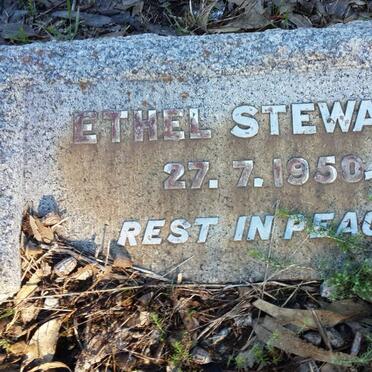 ETHEL STEWA
27. 7. 1950.
REST IN PEAC